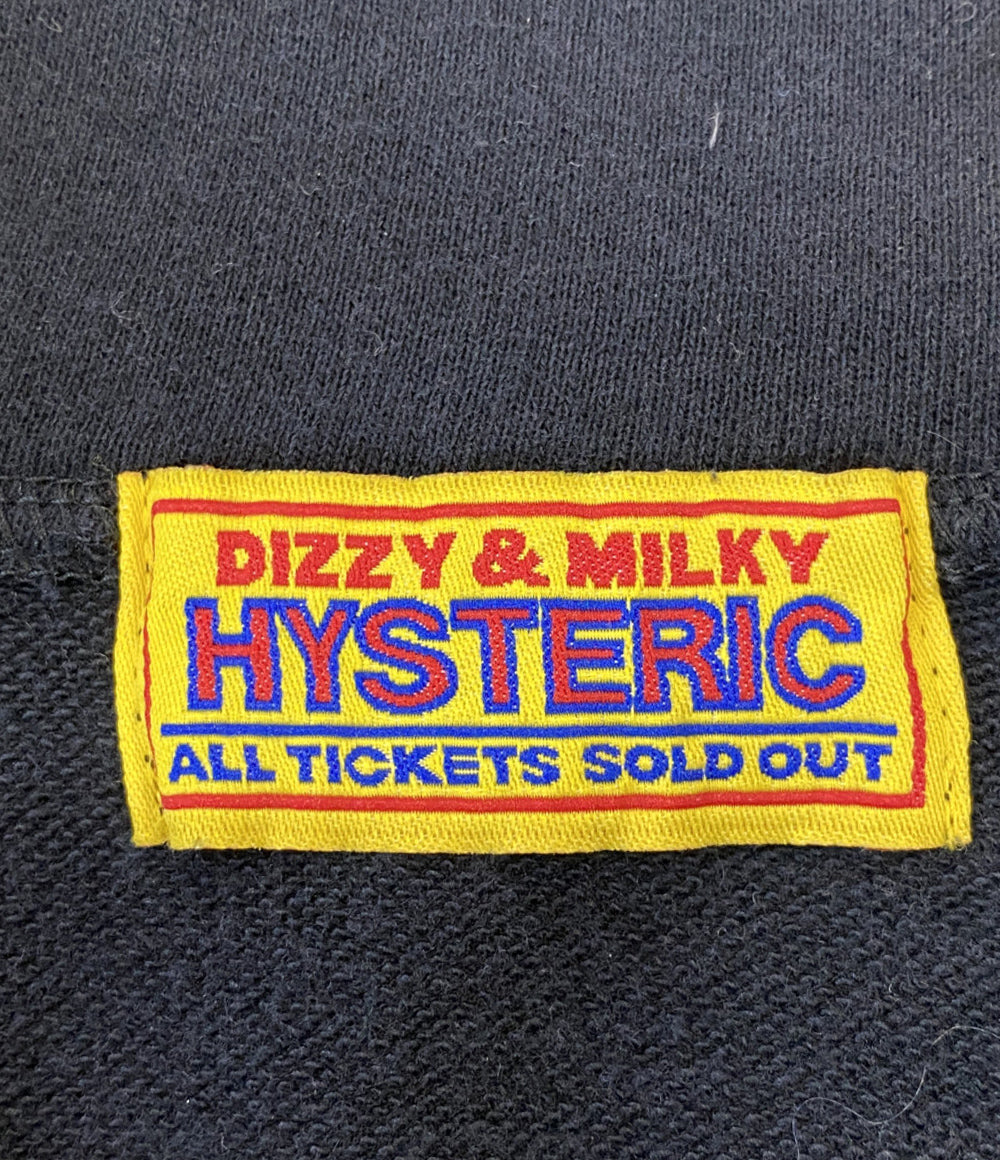 DIZZY & MILKY
HYSTERIC
ALL TICKETS SOLD OUT